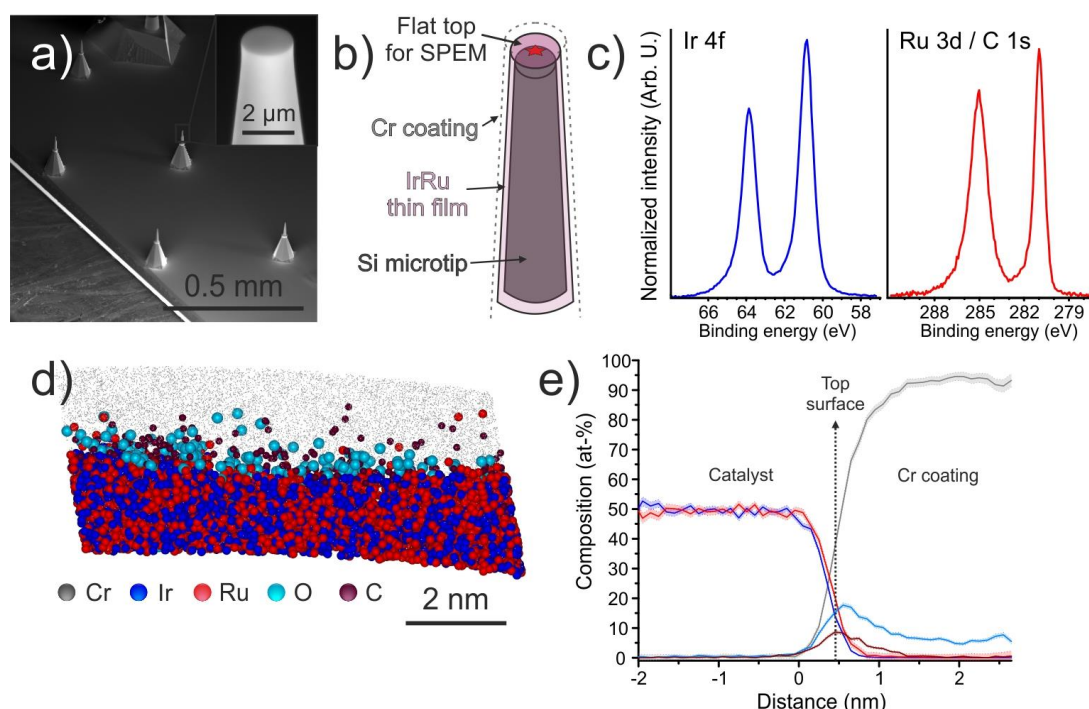 a)
2 µm
0.5 mm
b)
Flat top
for SPEM
Cr coating
IrRu
thin film
Si microtip
c)
Ir 4f
Ru 3d / C 1s
Normalized intensity (Arb. U.)
66 64 62 60 58
Binding energy (eV)
288 285 282 280 279
Binding energy (eV)
d)
Cr Ir Ru O C
2 nm
e)
Top
surface
Catalyst
Cr coating
Composition (at-%)
100
90
80
70
60
50
40
30
20
10
0
-2 -1 0 1 2
Distance (nm)